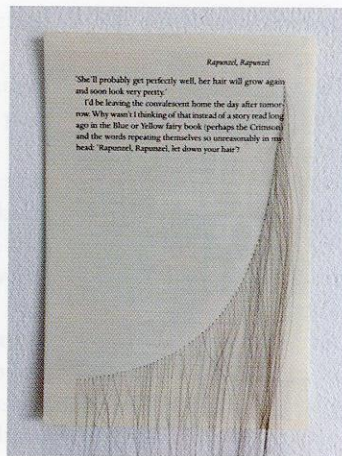 Rapunzel, Rapunzel
'She'll probably get perfectly well, her hair will grow again
and soon look very pretty.'
I'd be leaving the convalescent home the day after tomor-
row. Why wasn't I thinking of that instead of a story read long
ago in the Blue or Yellow fairy book (perhaps the Crimson)
and the words repeating themselves so unreasonably in my
head: 'Rapunzel, Rapunzel, let down your hair'?